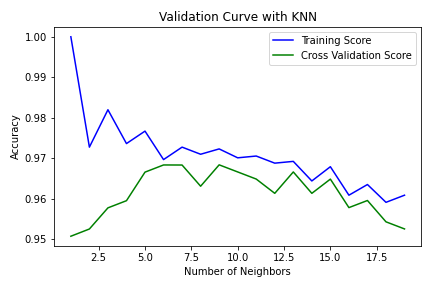 Validation Curve with KNN
Training Score
Cross Validation Score
Accuracy
1.00
0.99
0.98
0.97
0.96
0.95
2.5 5.0 7.5 10.0 12.5 15.0 17.5
Number of Neighbors